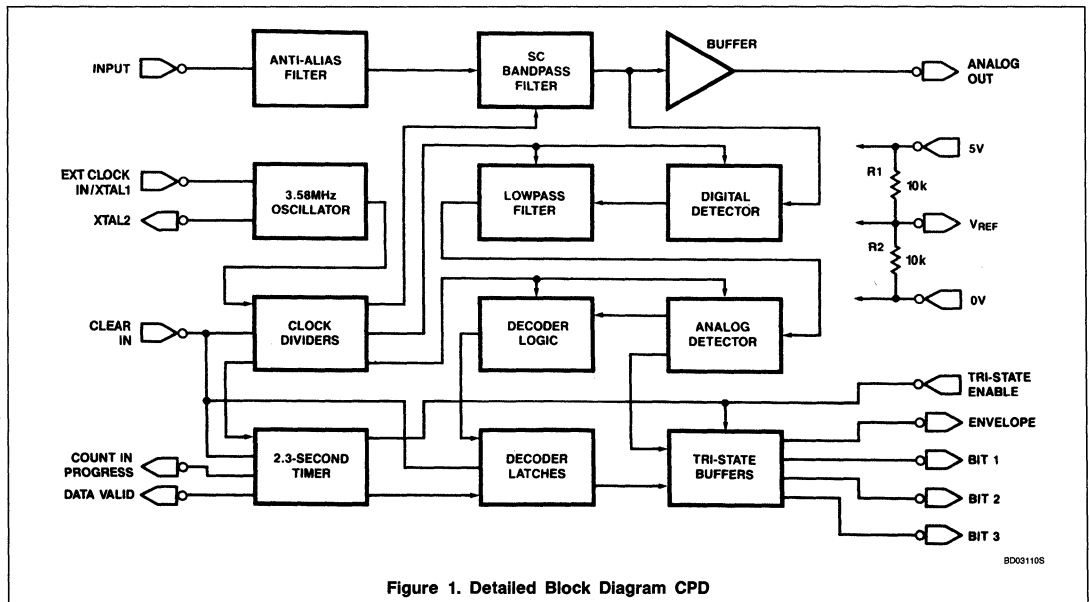 INPUT
ANTI-ALIAS
FILTER
SC
BANDPASS
FILTER
BUFFER
ANALOG
OUT
EXT CLOCK
IN/XTAL1
XTAL2
3.58MHz
OSCILLATOR
LOWPASS
FILTER
DIGITAL
DETECTOR
5V
R1
10k
VREF
R2
10k
0V
CLEAR
IN
CLOCK
DIVIDERS
DECODER
LOGIC
ANALOG
DETECTOR
TRI-STATE
ENABLE
ENVELOPE
COUNT IN
PROGRESS
DATA VALID
2.3-SECOND
TIMER
DECODER
LATCHES
TRI-STATE
BUFFERS
BIT 1
BIT 2
BIT 3
BD03110S
Figure 1. Detailed Block Diagram CPD